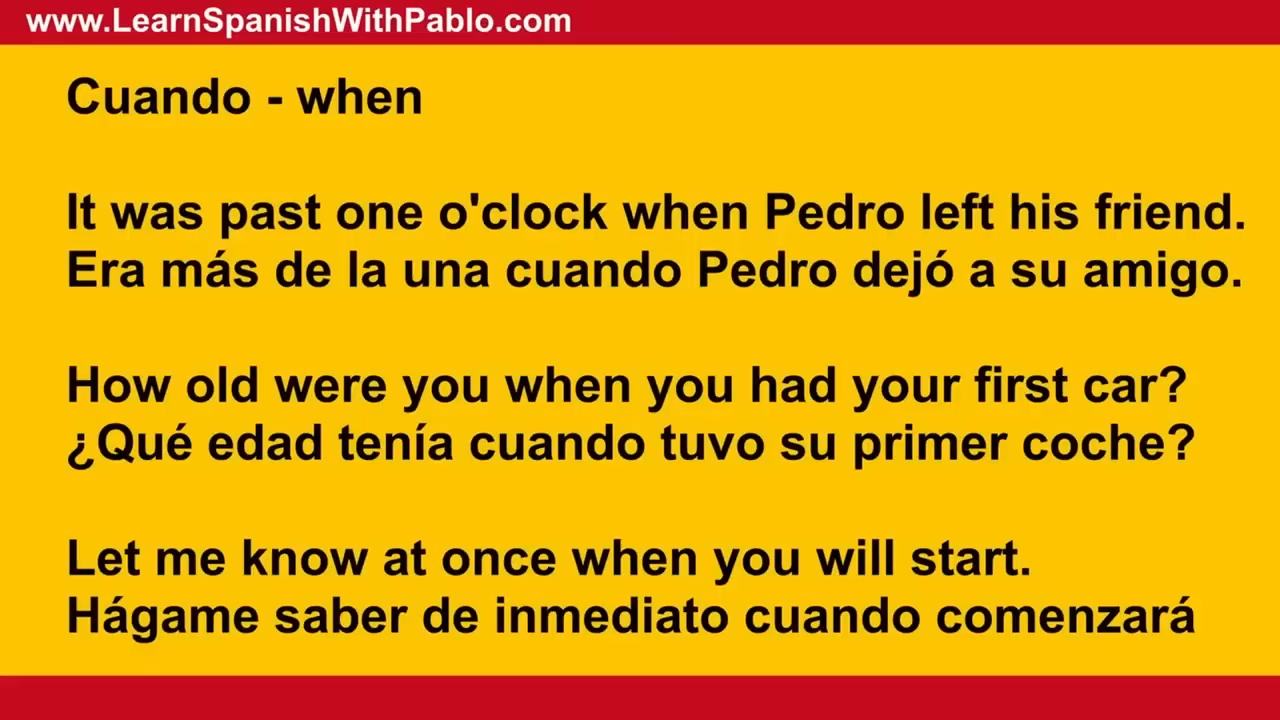 www.LearnSpanishWithPablo.com
Cuando - when
It was past one o'clock when Pedro left his friend.
Era más de la una cuando Pedro dejó a su amigo.
How old were you when you had your first car?
¿Qué edad tenía cuando tuvo su primer coche?
Let me know at once when you will start.
Hágame saber de inmediato cuando comenzará